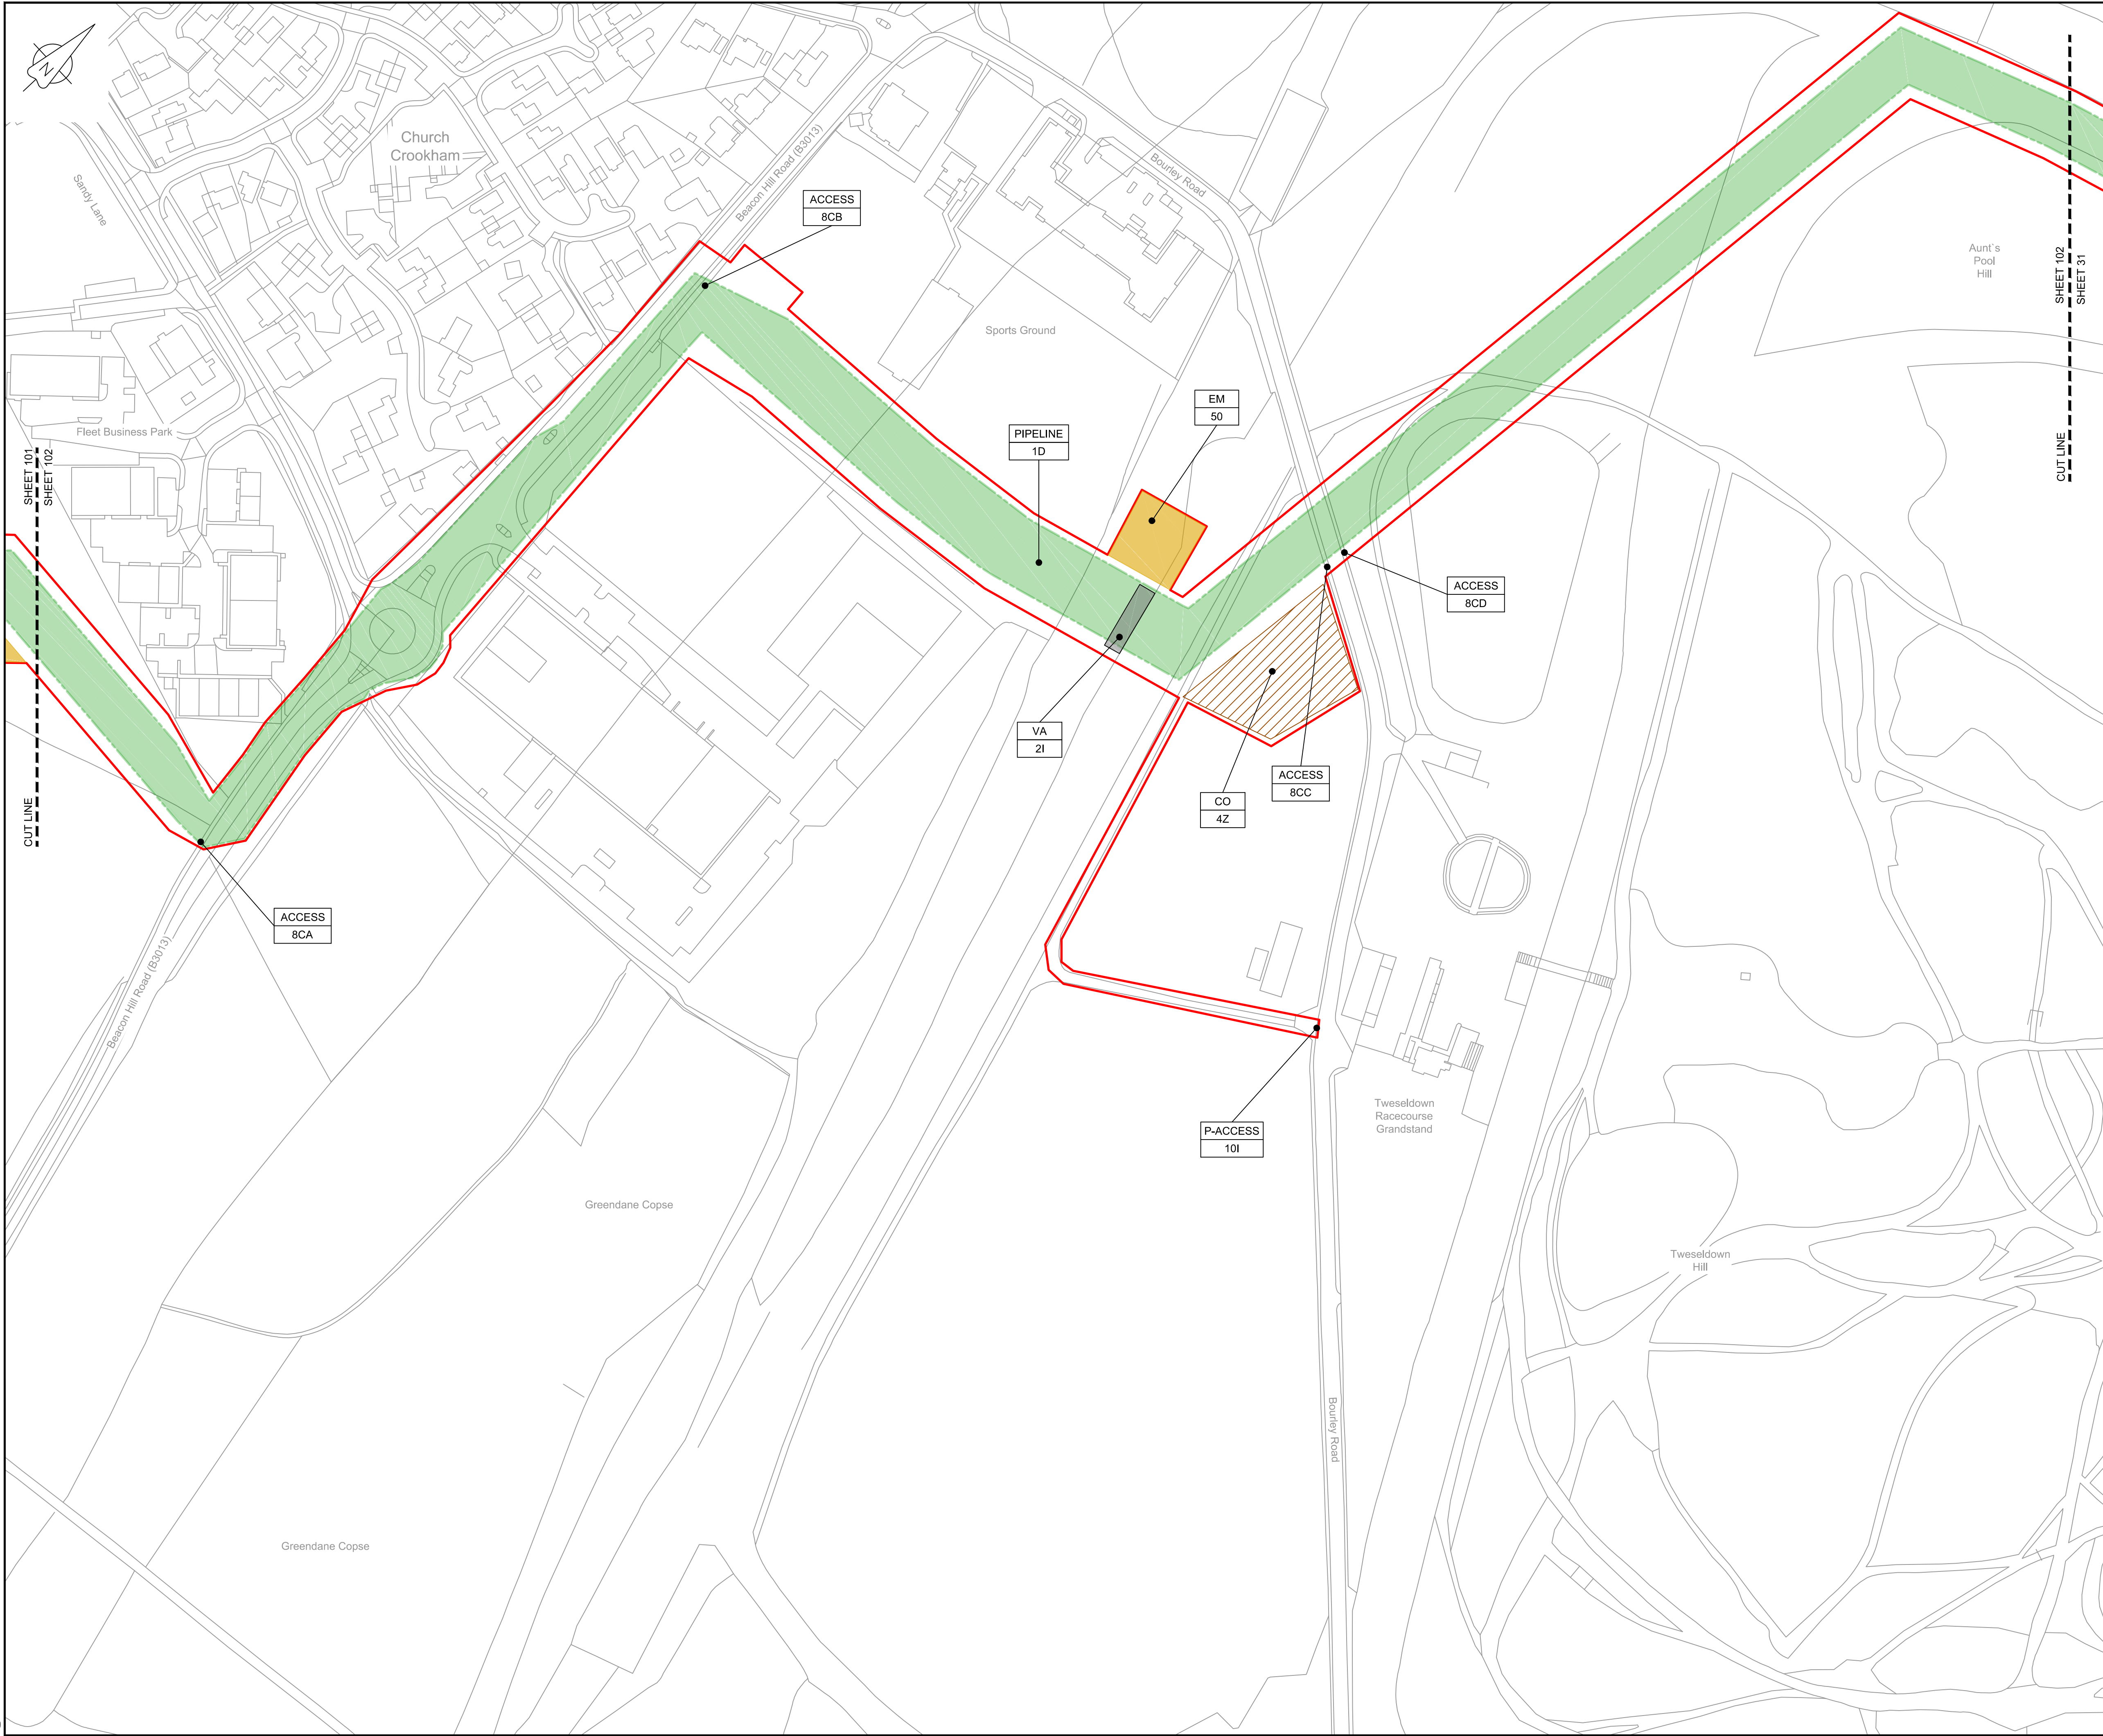 N
Church
Crookham
Sandy Lane
Beacon Hill Road (B3013)
Bourley Road
ACCESS
8CB
Aunt`s
Pool
Hill
SHEET 102
SHEET 31
CUT LINE
Sports Ground
Fleet Business Park
SHEET 101
SHEET 102
CUT LINE
EM
50
PIPELINE
1D
ACCESS
8CD
VA
2I
ACCESS
8CC
CO
4Z
ACCESS
8CA
Beacon Hill Road (B3013)
P-ACCESS
10I
Tweseldown
Racecourse
Grandstand
Greendane Copse
Tweseldown
Hill
Bourley Road
Greendane Copse